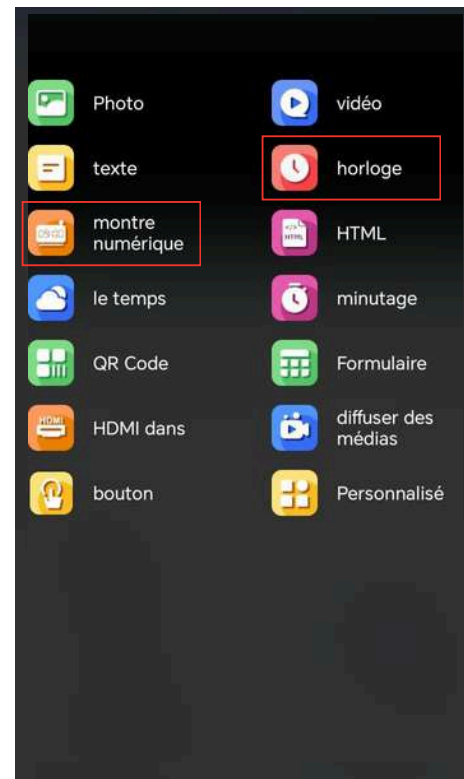 Photo
vidéo
texte
horloge
montre
numérique
HTML
le temps
minutage
QR Code
Formulaire
HDMI
HDMI dans
diffuser des
médias
bouton
Personnalisé